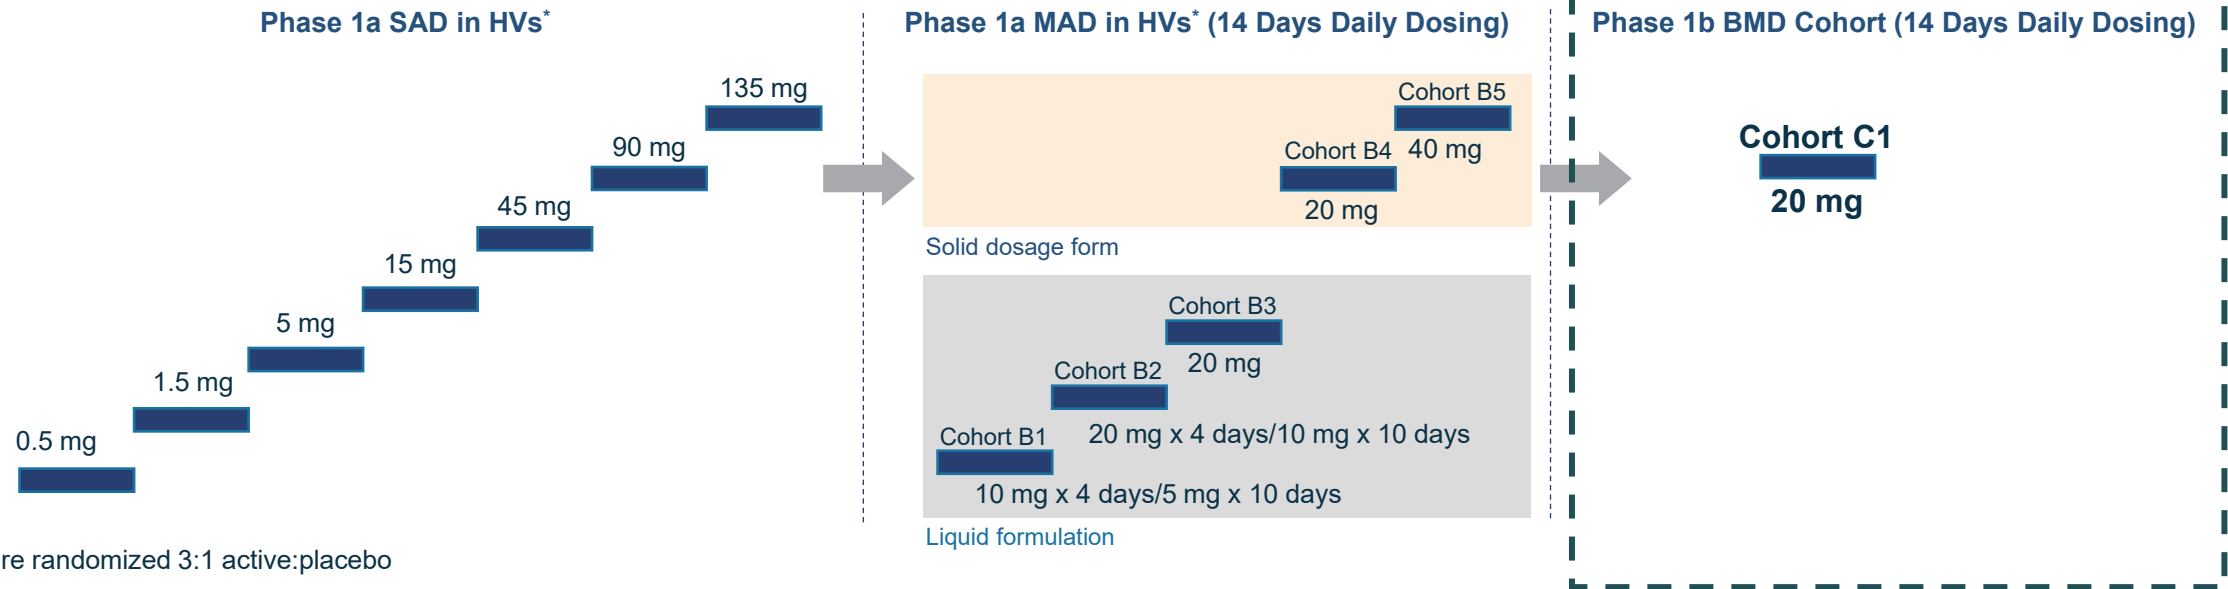 Phase 1a SAD in HVs*
135 mg
90 mg
45 mg
15 mg
5 mg
1.5 mg
0.5 mg
re randomized 3:1 active:placebo
Phase 1a MAD in HVs* (14 Days Daily Dosing)
Cohort B5
40 mg
Cohort B4
20 mg
Solid dosage form
Cohort B3
20 mg
Cohort B2
20 mg x 4 days/10 mg x 10 days
Cohort B1
10 mg x 4 days/5 mg x 10 days
Liquid formulation
Phase 1b BMD Cohort (14 Days Daily Dosing)
Cohort C1
20 mg